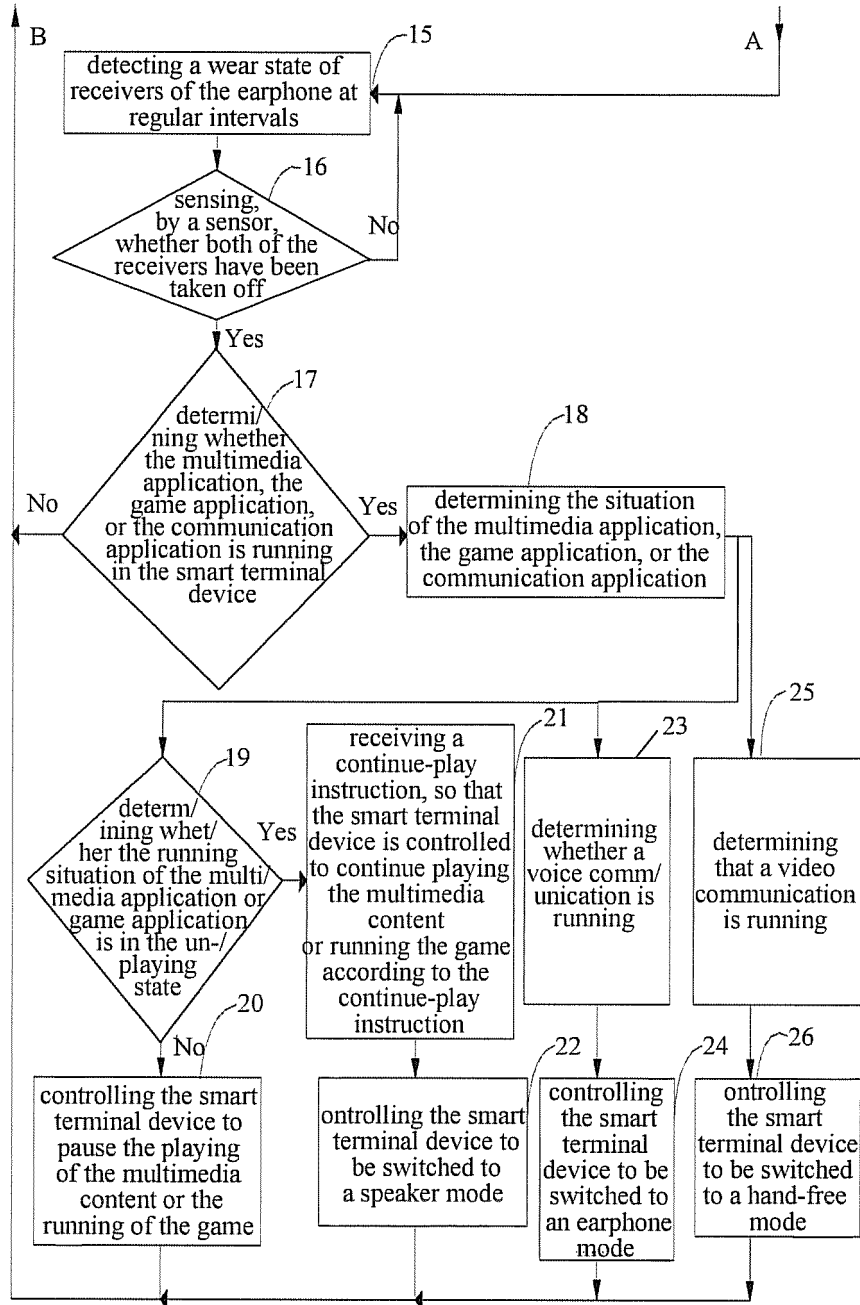 B
A
15
detecting a wear state of
receivers of the earphone at
regular intervals
16
sensing,
by a sensor,
whether both of the
receivers have been
taken off
No
Yes
17
determi/
ning whether
the multimedia
application, the
game application,
or the communication
application is running
in the smart terminal
device
No
Yes
18
determining the situation
of the multimedia application,
the game application, or the
communication application
19
determ/
ining whet/
her the running
situation of the multi/
media application or
game application
is in the un-/
playing
state
Yes
No
21
receiving a
continue-play
instruction, so that
the smart terminal
device is controlled
to continue playing
the multimedia
content
or running the game
according to the
continue-play
instruction
23
determining
whether a
voice comm/
unication is
running
25
determining
that a video
communication
is running
20
controlling the smart
terminal device to
pause the playing
of the multimedia
content or the
running of the game
22
ontrolling the smart
terminal device to
be switched to
a speaker mode
24
controlling
the smart
terminal
device to be
switched to
an earphone
mode
26
ontrolling
the smart
terminal device
to be switched
to a hand-free
mode